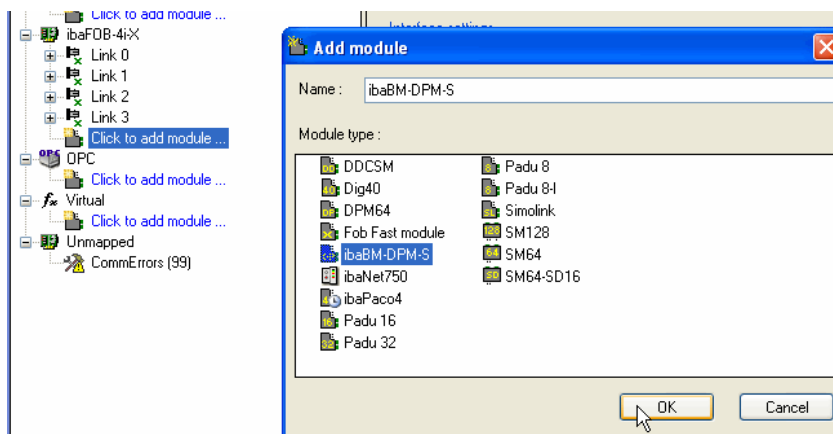 Click to add module ...
ibaFOB-4i-X
Link 0
Link 1
Link 2
Link 3
Click to add module ...
OPC
Click to add module ...
Virtual
Click to add module ...
Unmapped
CommErrors (99)
Interface settings
Add module
Name :
ibaBM-DPM-S
Module type :
DDCSM
Dig40
DPM64
Fob Fast module
ibaBM-DPM-S
ibaNet750
ibaPaco4
Padu 16
Padu 32
Padu 8
Padu 8-I
Simolink
SM128
SM64
SM64-SD16
OK
Cancel